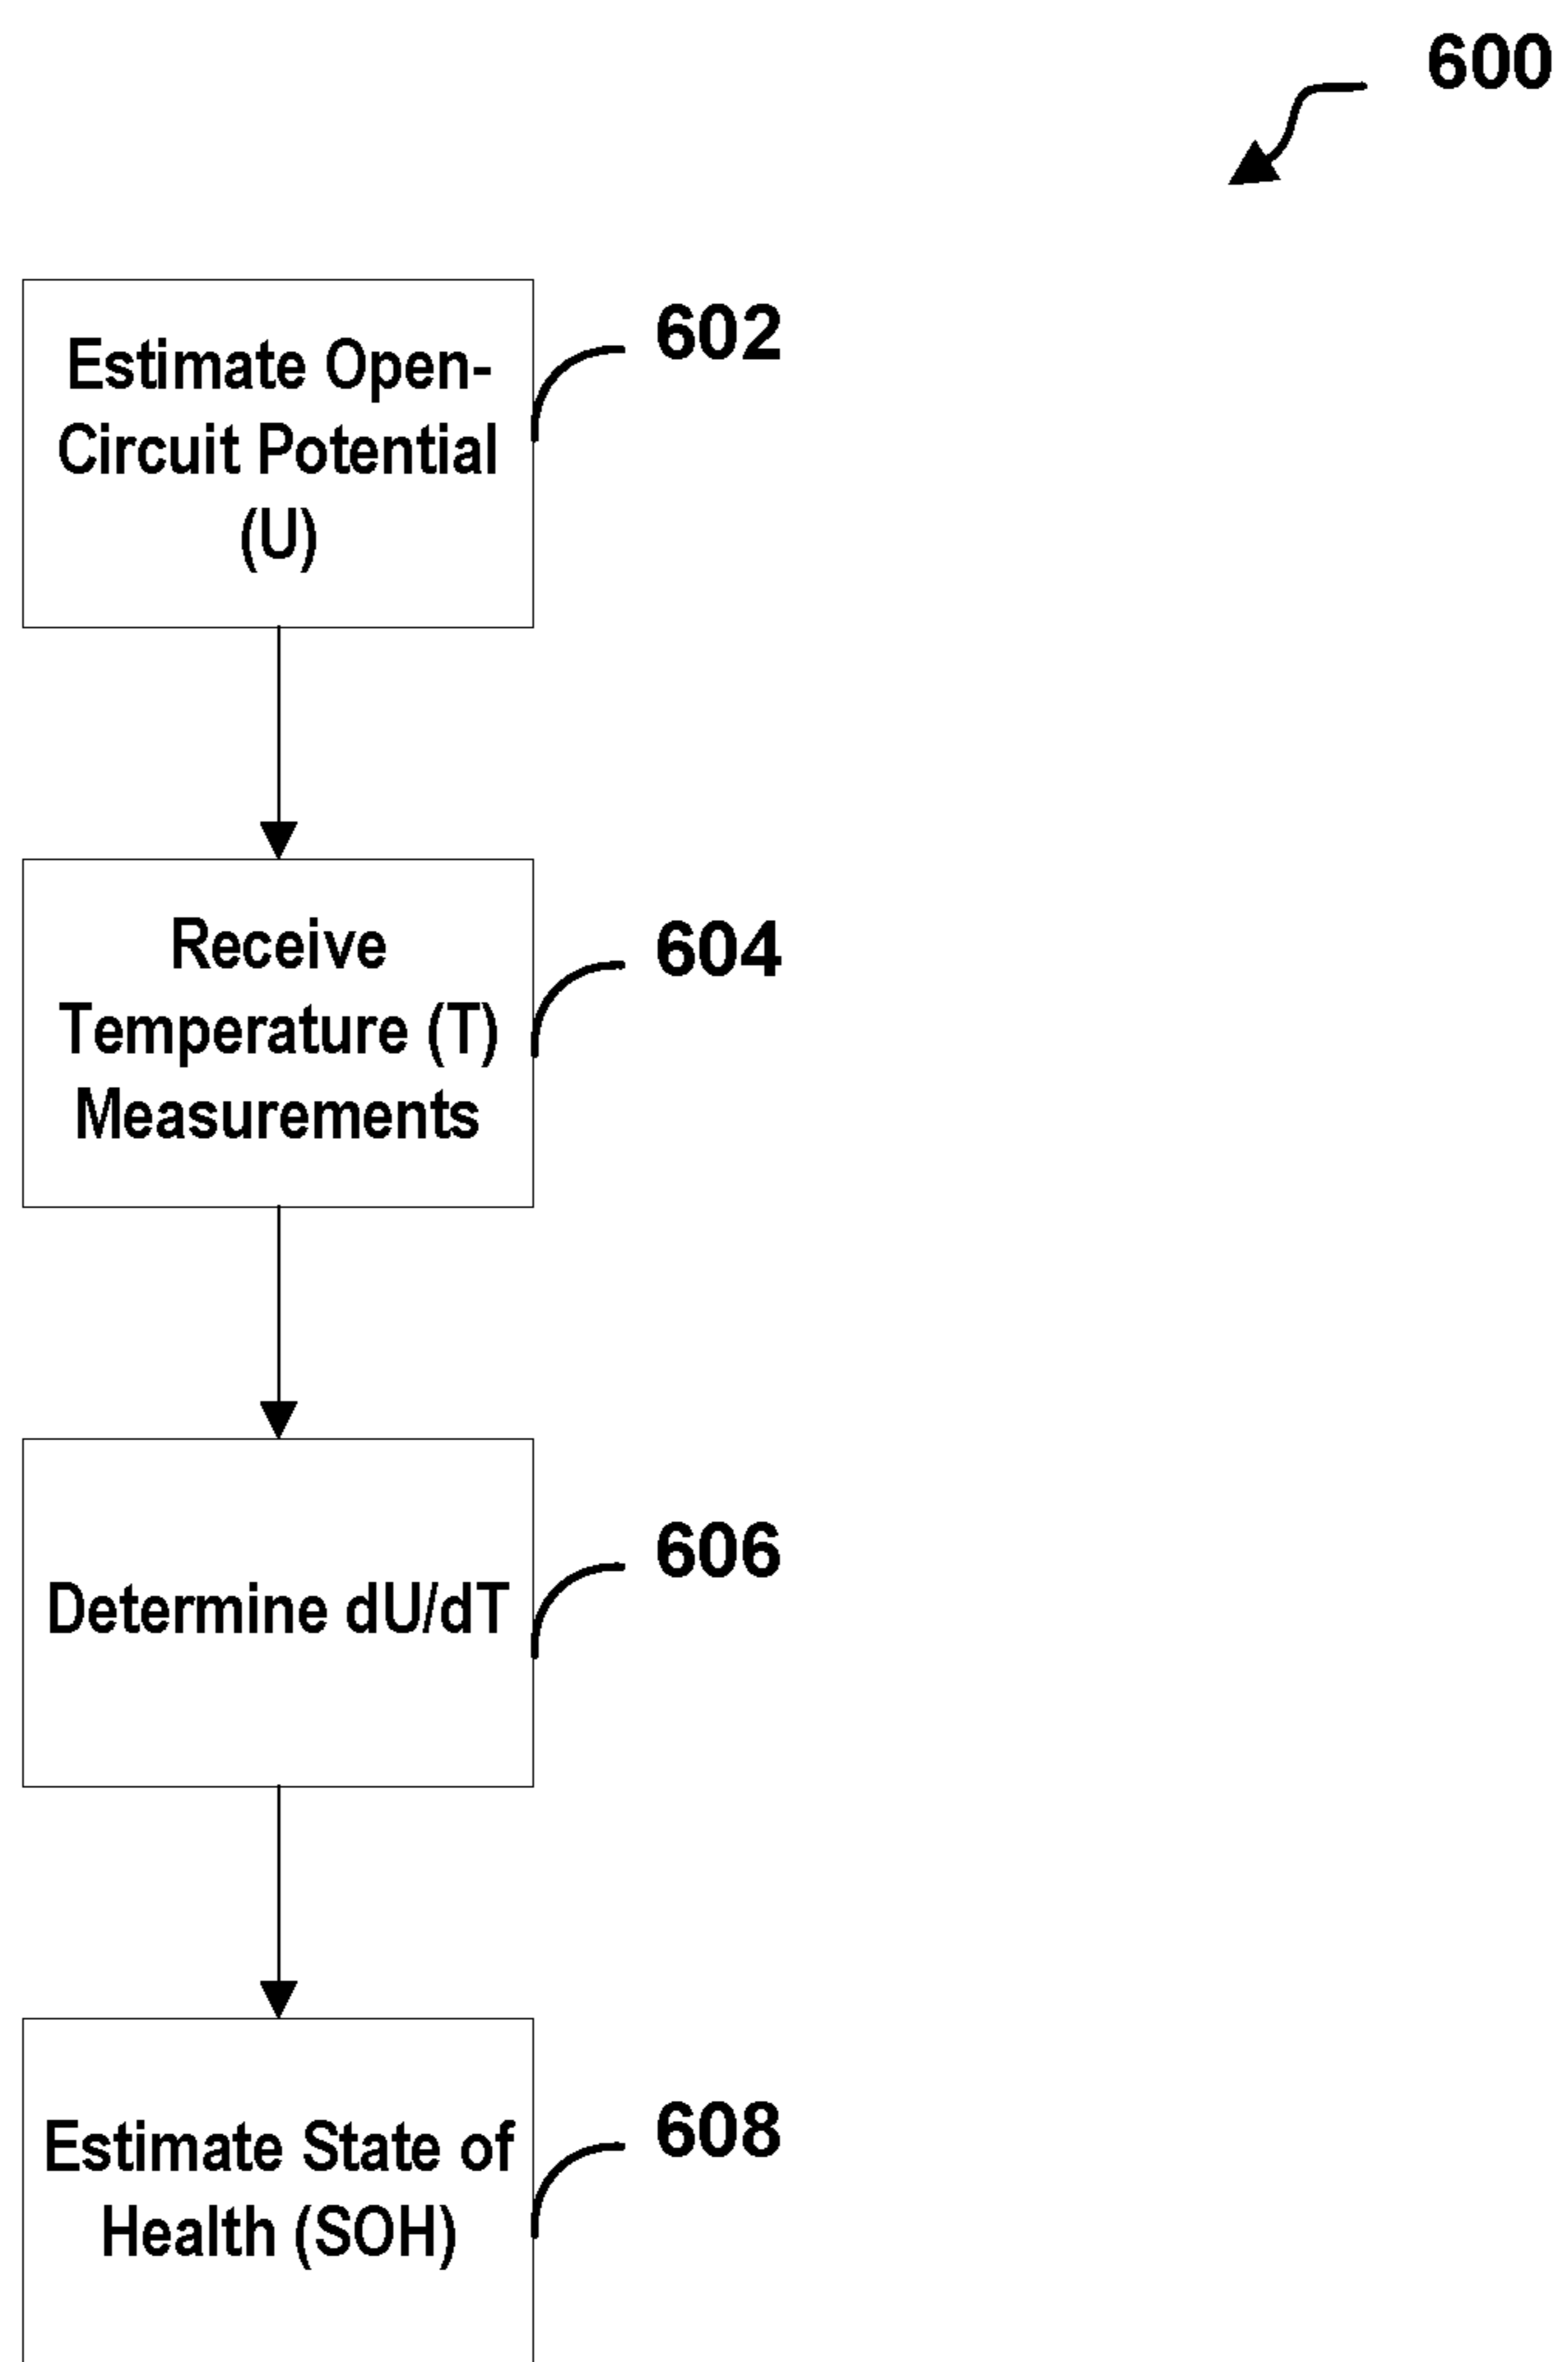 600
Estimate Open-
Circuit Potential
(U)
602
Receive
Temperature (T)
Measurements
604
Determine dU/dT
606
Estimate State of
Health (SOH)
608